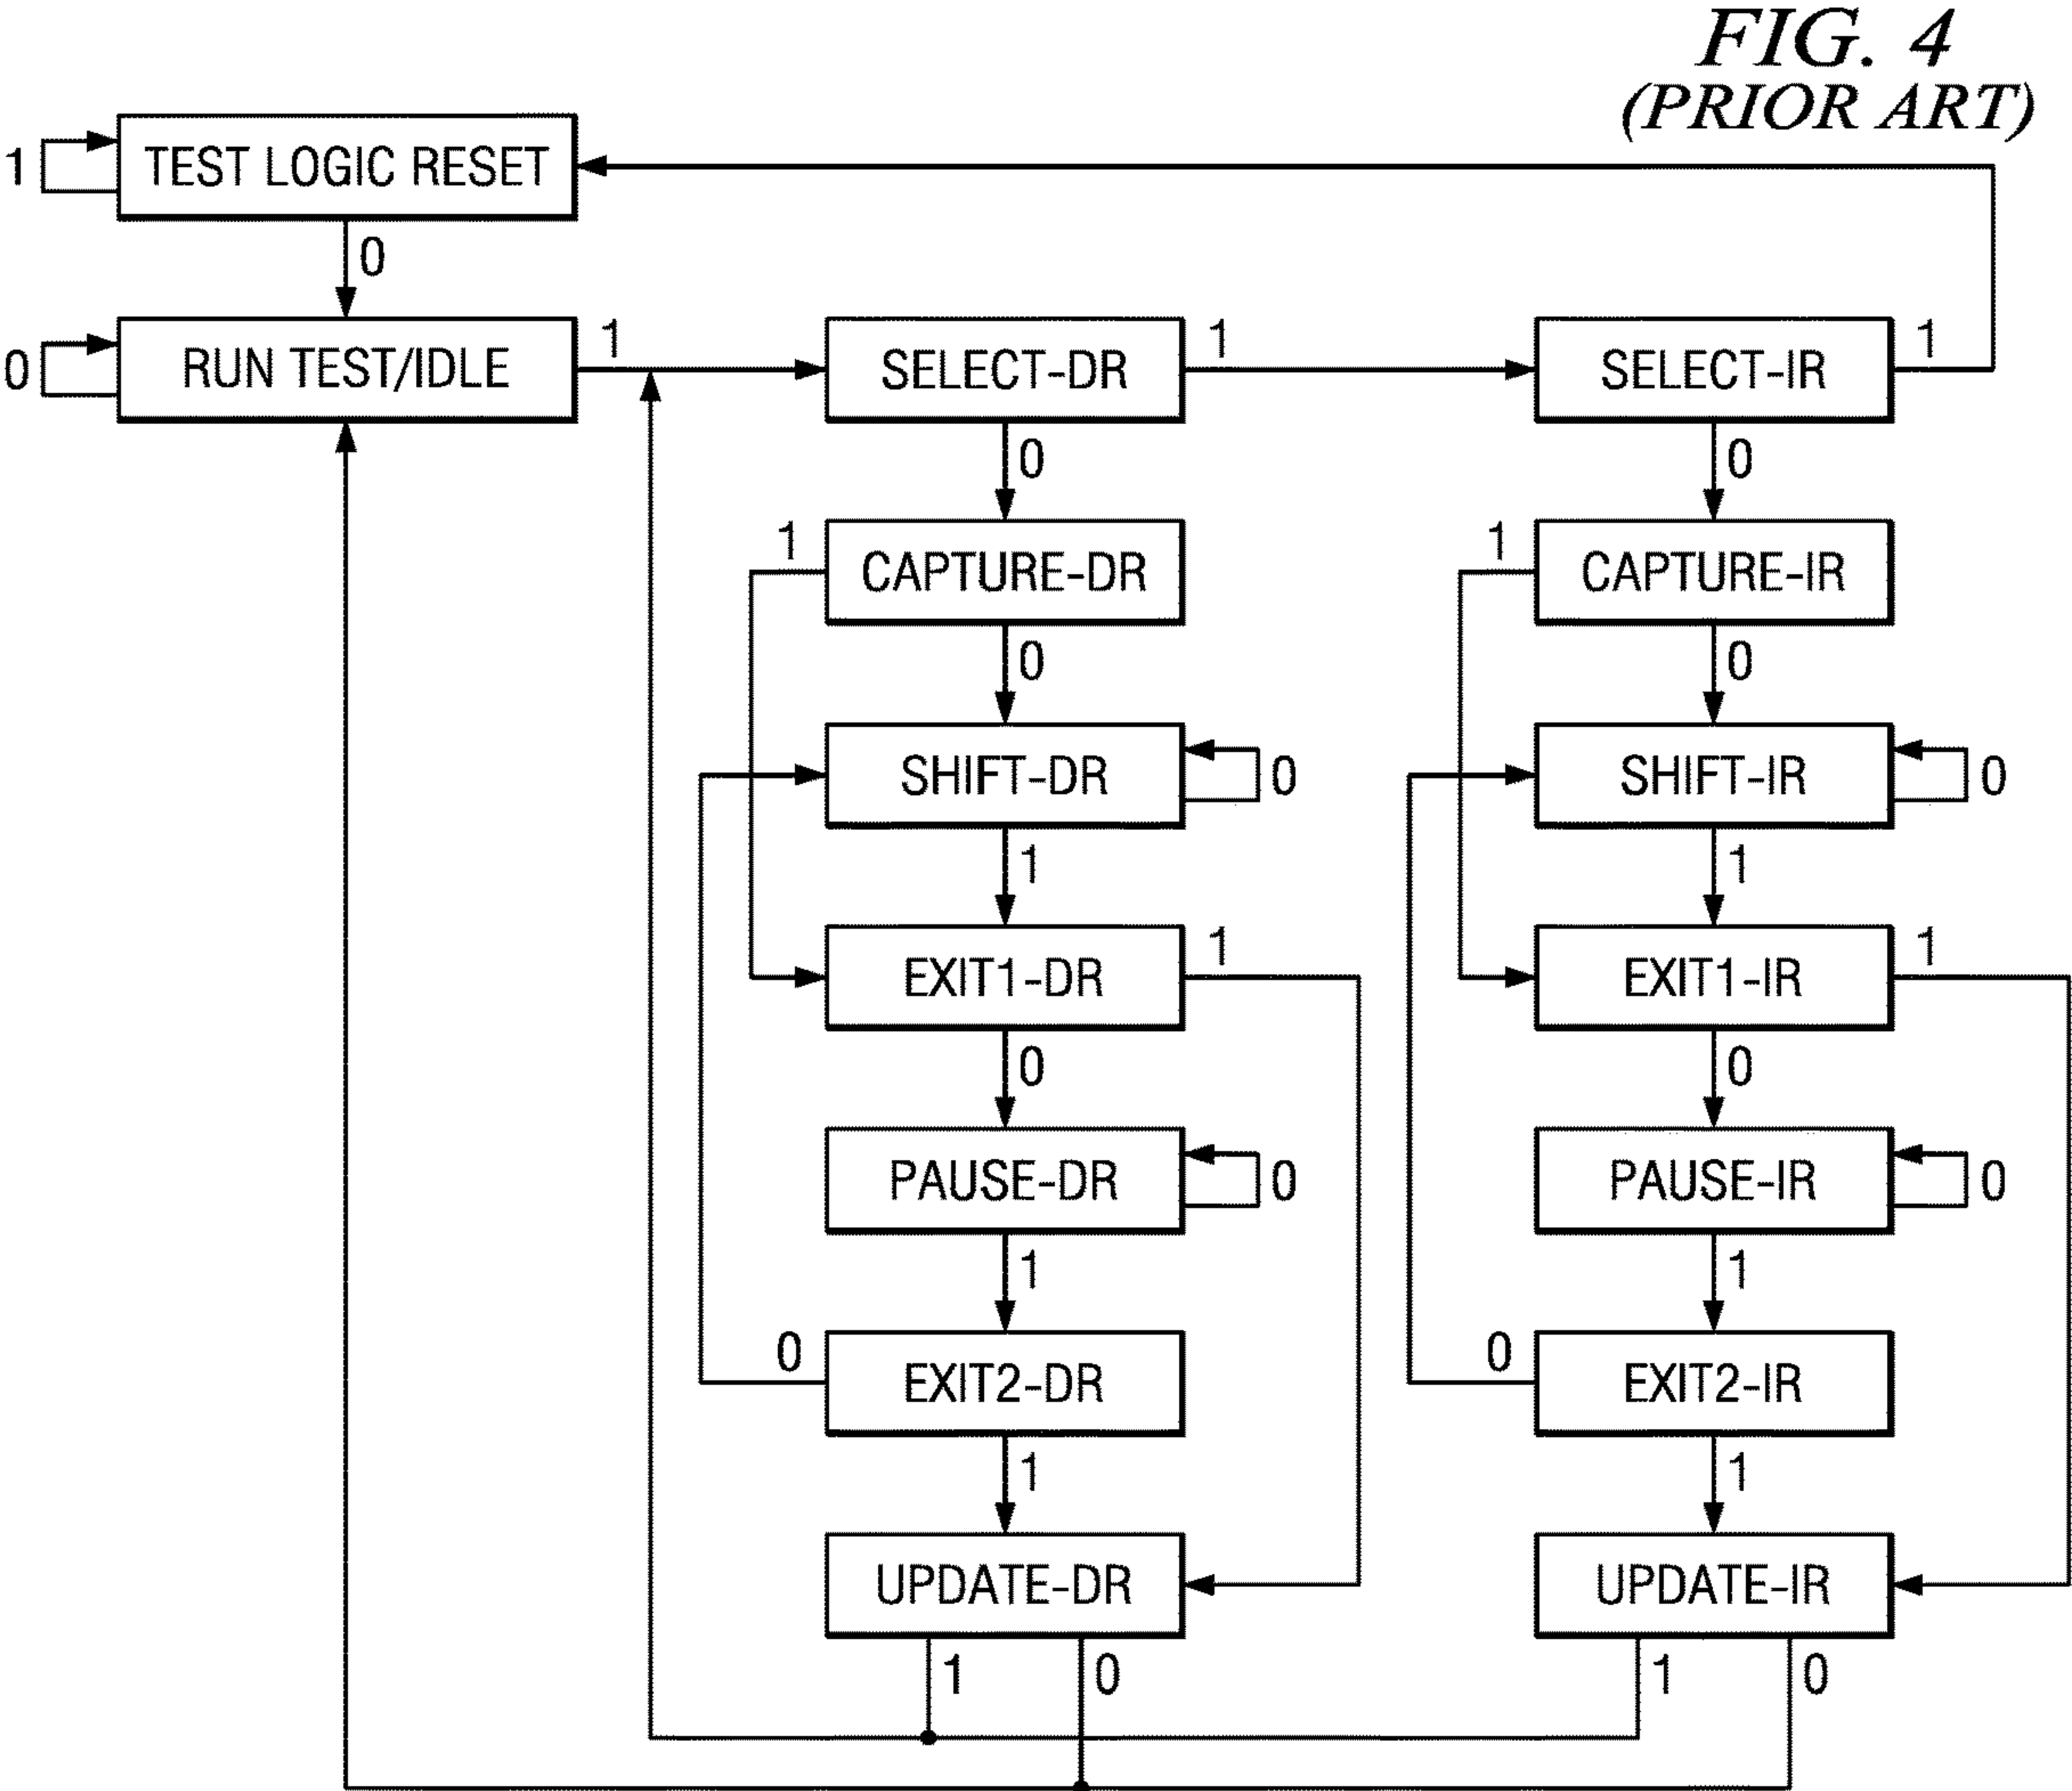 FIG. 4
(PRIOR ART)
1
TEST LOGIC RESET
0
0
RUN TEST/IDLE
1
SELECT-DR
1
SELECT-IR
1
0
0
1
CAPTURE-DR
1
CAPTURE-IR
0
0
SHIFT-DR
0
SHIFT-IR
0
1
1
EXIT1-DR
1
EXIT1-IR
1
0
0
PAUSE-DR
0
PAUSE-IR
0
1
1
0
EXIT2-DR
0
EXIT2-IR
1
1
UPDATE-DR
UPDATE-IR
1
0
1
0